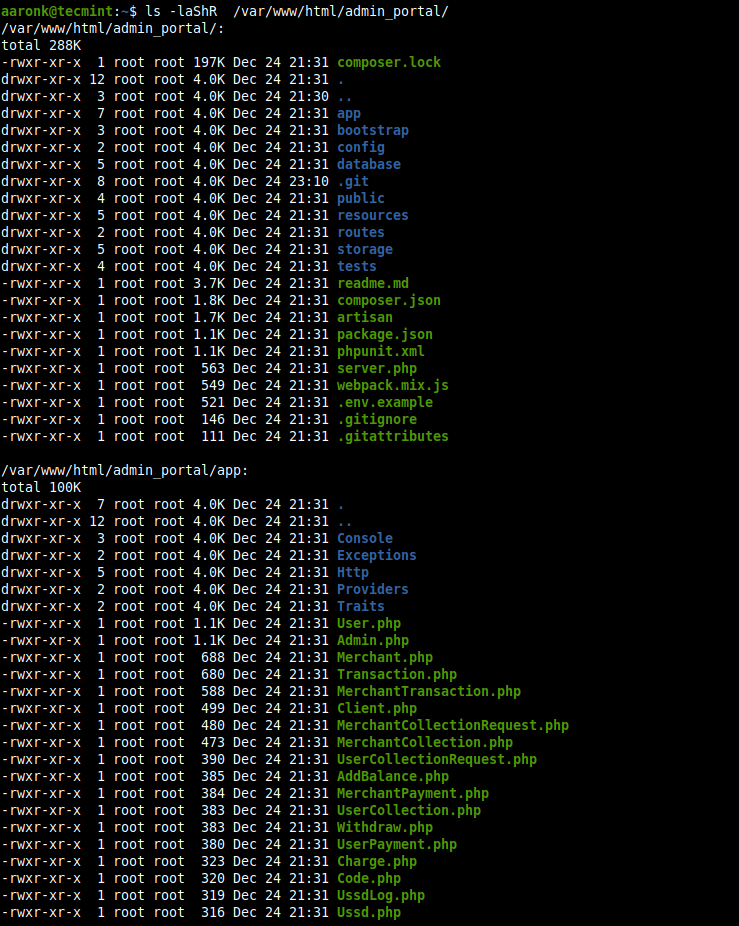 aaronk@tecmint:~$ ls -laShR  /var/www/html/admin_portal/
/var/www/html/admin_portal/:
total 288K
-rwxr-xr-x  1 root root 197K Dec 24 21:31 composer.lock
drwxr-xr-x 12 root root 4.0K Dec 24 21:31 .
drwxr-xr-x  3 root root 4.0K Dec 24 21:30 ..
drwxr-xr-x  7 root root 4.0K Dec 24 21:31 app
drwxr-xr-x  3 root root 4.0K Dec 24 21:31 bootstrap
drwxr-xr-x  2 root root 4.0K Dec 24 21:31 config
drwxr-xr-x  5 root root 4.0K Dec 24 21:31 database
drwxr-xr-x  8 root root 4.0K Dec 24 23:10 .git
drwxr-xr-x  4 root root 4.0K Dec 24 21:31 public
drwxr-xr-x  5 root root 4.0K Dec 24 21:31 resources
drwxr-xr-x  2 root root 4.0K Dec 24 21:31 routes
drwxr-xr-x  5 root root 4.0K Dec 24 21:31 storage
drwxr-xr-x  4 root root 4.0K Dec 24 21:31 tests
-rwxr-xr-x  1 root root 3.7K Dec 24 21:31 readme.md
-rwxr-xr-x  1 root root 1.8K Dec 24 21:31 composer.json
-rwxr-xr-x  1 root root 1.7K Dec 24 21:31 artisan
-rwxr-xr-x  1 root root 1.1K Dec 24 21:31 package.json
-rwxr-xr-x  1 root root 1.1K Dec 24 21:31 phpunit.xml
-rwxr-xr-x  1 root root  563 Dec 24 21:31 server.php
-rwxr-xr-x  1 root root  549 Dec 24 21:31 webpack.mix.js
-rwxr-xr-x  1 root root  521 Dec 24 21:31 .env.example
-rwxr-xr-x  1 root root  146 Dec 24 21:31 .gitignore
-rwxr-xr-x  1 root root  111 Dec 24 21:31 .gitattributes

/var/www/html/admin_portal/app:
total 100K
drwxr-xr-x  7 root root 4.0K Dec 24 21:31 .
drwxr-xr-x 12 root root 4.0K Dec 24 21:31 ..
drwxr-xr-x  3 root root 4.0K Dec 24 21:31 Console
drwxr-xr-x  2 root root 4.0K Dec 24 21:31 Exceptions
drwxr-xr-x  5 root root 4.0K Dec 24 21:31 Http
drwxr-xr-x  2 root root 4.0K Dec 24 21:31 Providers
drwxr-xr-x  2 root root 4.0K Dec 24 21:31 Traits
-rwxr-xr-x  1 root root 1.1K Dec 24 21:31 User.php
-rwxr-xr-x  1 root root 1.1K Dec 24 21:31 Admin.php
-rwxr-xr-x  1 root root  688 Dec 24 21:31 Merchant.php
-rwxr-xr-x  1 root root  680 Dec 24 21:31 Transaction.php
-rwxr-xr-x  1 root root  588 Dec 24 21:31 MerchantTransaction.php
-rwxr-xr-x  1 root root  499 Dec 24 21:31 Client.php
-rwxr-xr-x  1 root root  480 Dec 24 21:31 MerchantCollectionRequest.php
-rwxr-xr-x  1 root root  473 Dec 24 21:31 MerchantCollection.php
-rwxr-xr-x  1 root root  390 Dec 24 21:31 UserCollectionRequest.php
-rwxr-xr-x  1 root root  385 Dec 24 21:31 AddBalance.php
-rwxr-xr-x  1 root root  384 Dec 24 21:31 MerchantPayment.php
-rwxr-xr-x  1 root root  383 Dec 24 21:31 UserCollection.php
-rwxr-xr-x  1 root root  383 Dec 24 21:31 Withdraw.php
-rwxr-xr-x  1 root root  380 Dec 24 21:31 UserPayment.php
-rwxr-xr-x  1 root root  323 Dec 24 21:31 Charge.php
-rwxr-xr-x  1 root root  320 Dec 24 21:31 Code.php
-rwxr-xr-x  1 root root  319 Dec 24 21:31 UssdLog.php
-rwxr-xr-x  1 root root  316 Dec 24 21:31 Ussd.php